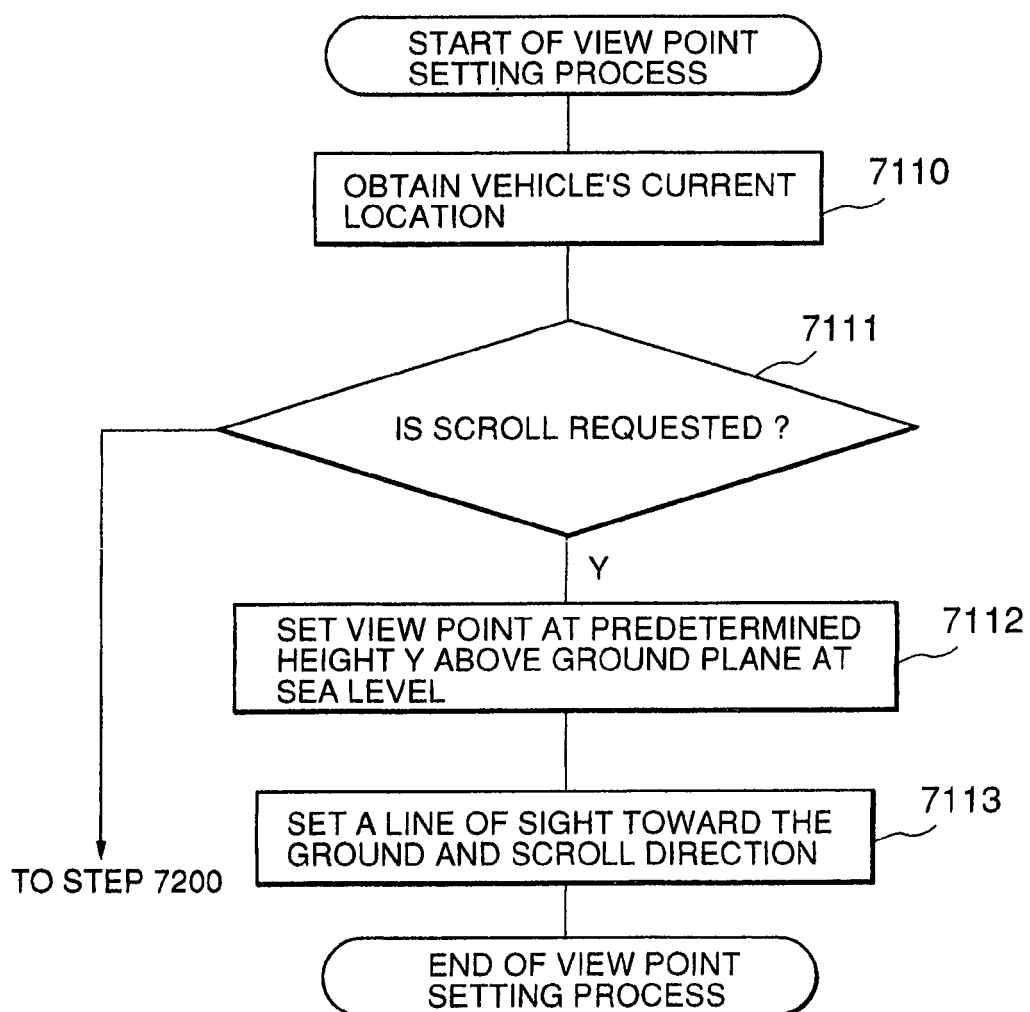 START OF VIEW POINT
SETTING PROCESS
OBTAIN VEHICLE'S CURRENT
LOCATION
7110
7111
IS SCROLL REQUESTED ?
Y
SET VIEW POINT AT PREDETERMINED
HEIGHT Y ABOVE GROUND PLANE AT
SEA LEVEL
7112
SET A LINE OF SIGHT TOWARD THE
GROUND AND SCROLL DIRECTION
7113
TO STEP 7200
END OF VIEW POINT
SETTING PROCESS